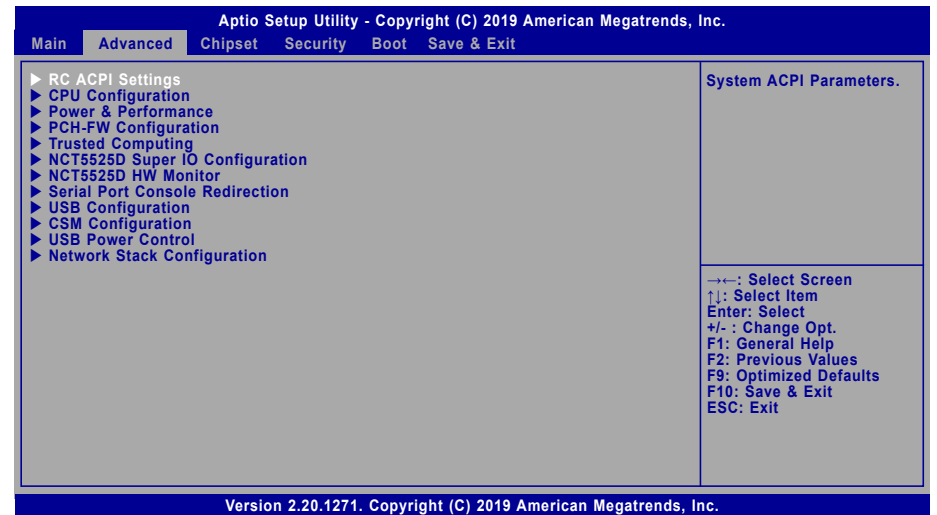 Aptio Setup Utility - Copyright (C) 2019 American Megatrends, Inc.
Main Advanced Chipset Security Boot Save & Exit
▶ RC ACPI Settings
▶ CPU Configuration
▶ Power & Performance
▶ PCH-FW Configuration
▶ Trusted Computing
▶ NCT5525D Super IO Configuration
▶ NCT5525D HW Monitor
▶ Serial Port Console Redirection
▶ USB Configuration
▶ CSM Configuration
▶ USB Power Control
▶ Network Stack Configuration
System ACPI Parameters.
→←: Select Screen
↑↓: Select Item
Enter: Select
+/- : Change Opt.
F1: General Help
F2: Previous Values
F9: Optimized Defaults
F10: Save & Exit
ESC: Exit
Version 2.20.1271. Copyright (C) 2019 American Megatrends, Inc.